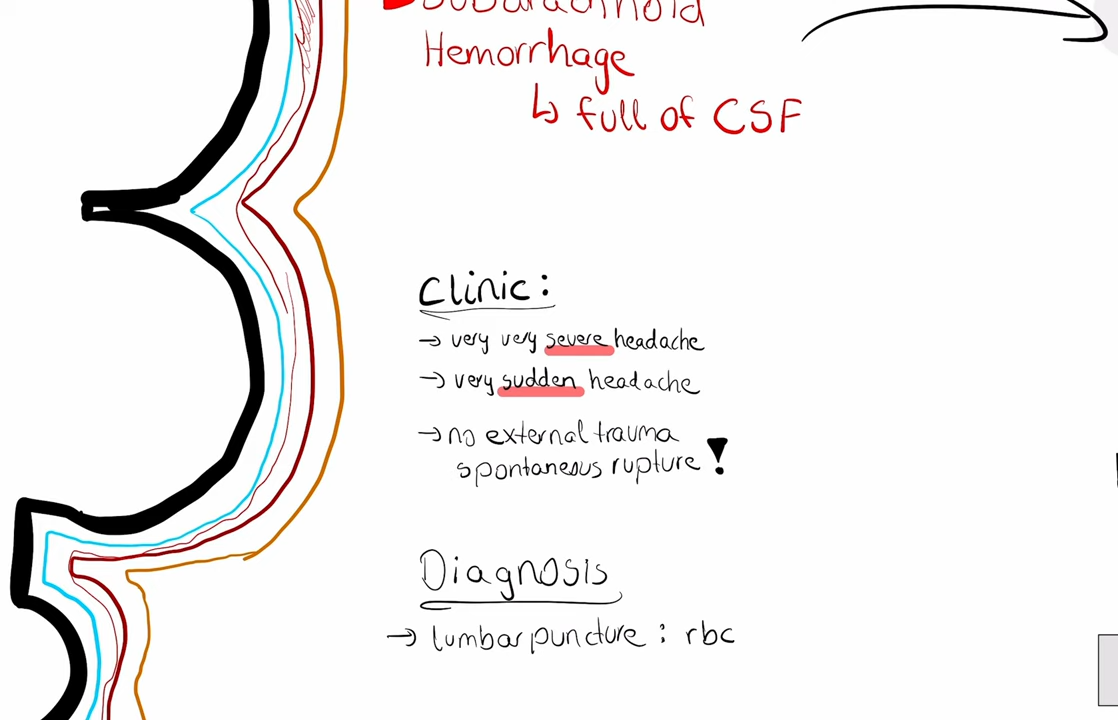 Subarachnoid
Hemorrhage
↳ full of CSF
Clinic:
→ very very severe headache
→ very sudden headache
→ no external trauma
spontaneous rupture !
Diagnosis
→ lumbar puncture : rbc